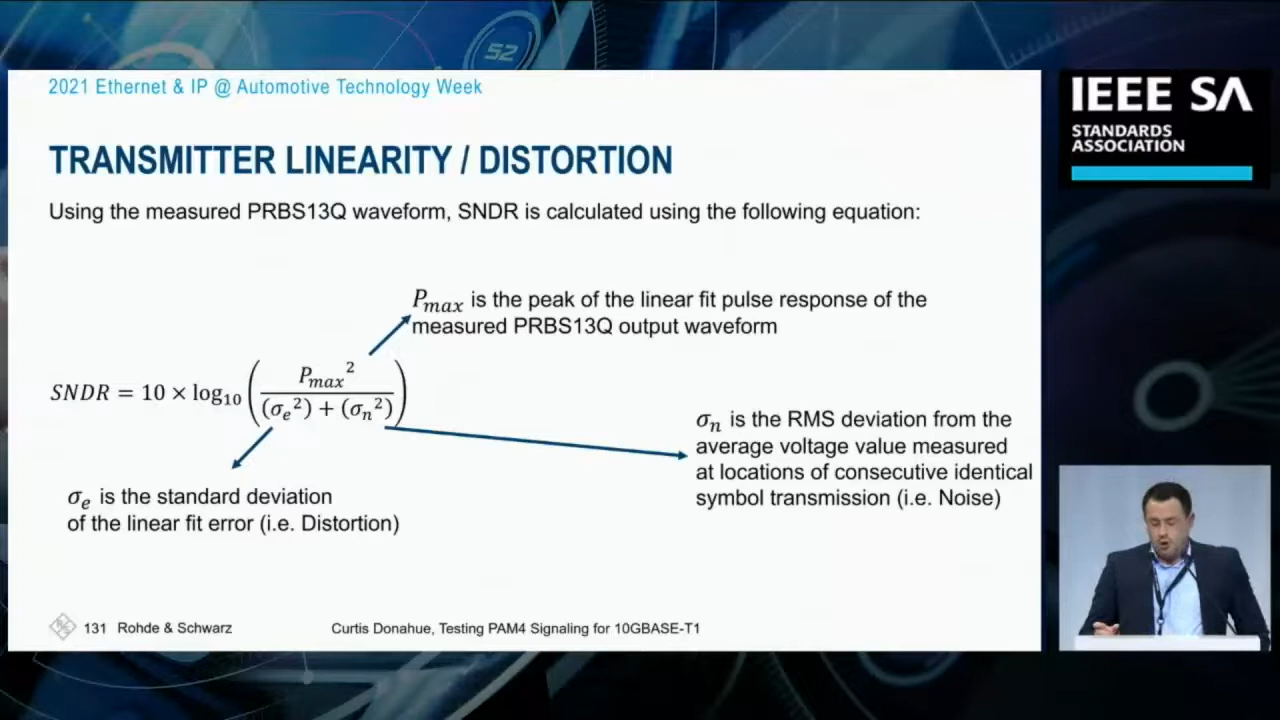 52
2021 Ethernet & IP @ Automotive Technology Week
IEEE SA
STANDARDS
ASSOCIATION
TRANSMITTER LINEARITY / DISTORTION
Using the measured PRBS13Q waveform, SNDR is calculated using the following equation:
P_max is the peak of the linear fit pulse response of the
measured PRBS13Q output waveform
SNDR = 10 × log₁₀ (P_max² / ((σ_e²) + (σ_n²)))
σ_n is the RMS deviation from the
average voltage value measured
at locations of consecutive identical
symbol transmission (i.e. Noise)
σ_e is the standard deviation
of the linear fit error (i.e. Distortion)
131 Rohde & Schwarz
Curtis Donahue, Testing PAM4 Signaling for 10GBASE-T1